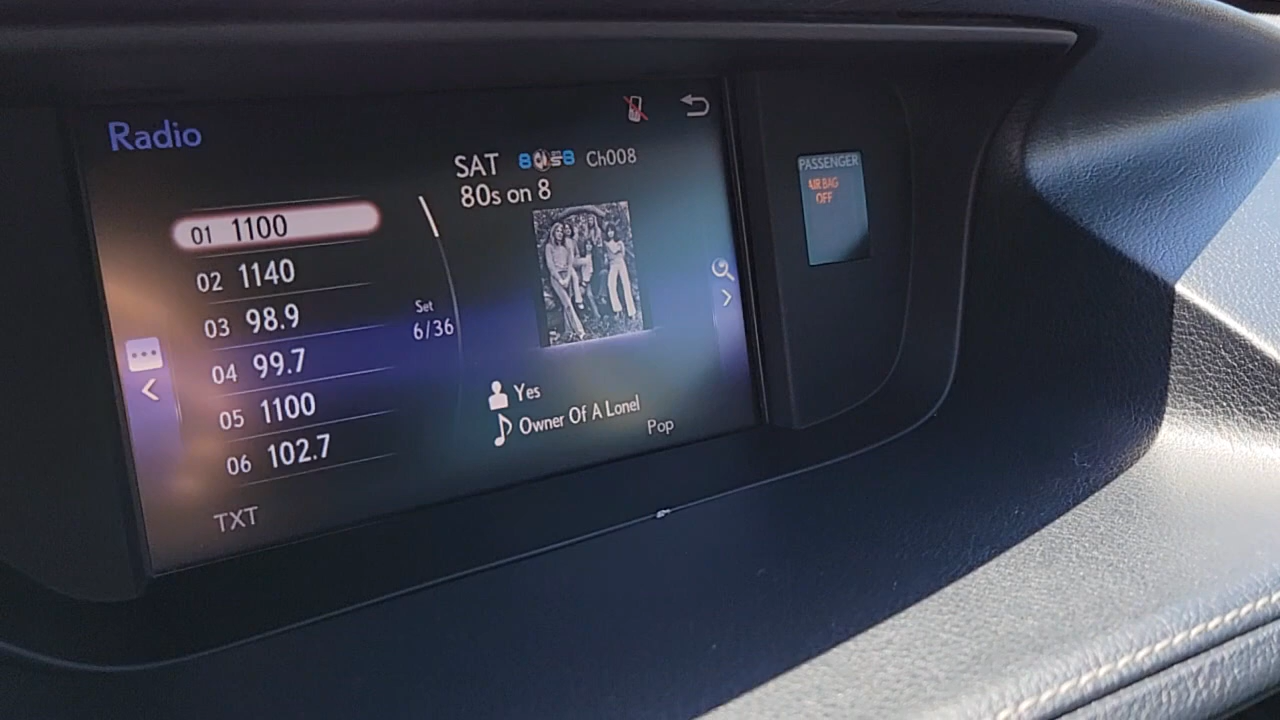 Radio
SAT Ch008
80s on 8
01 1100
02 1140
03 98.9
04 99.7
05 1100
06 102.7
Set
6/36
Yes
Owner Of A Lonel
Pop
TXT
PASSENGER
AIR BAG
OFF